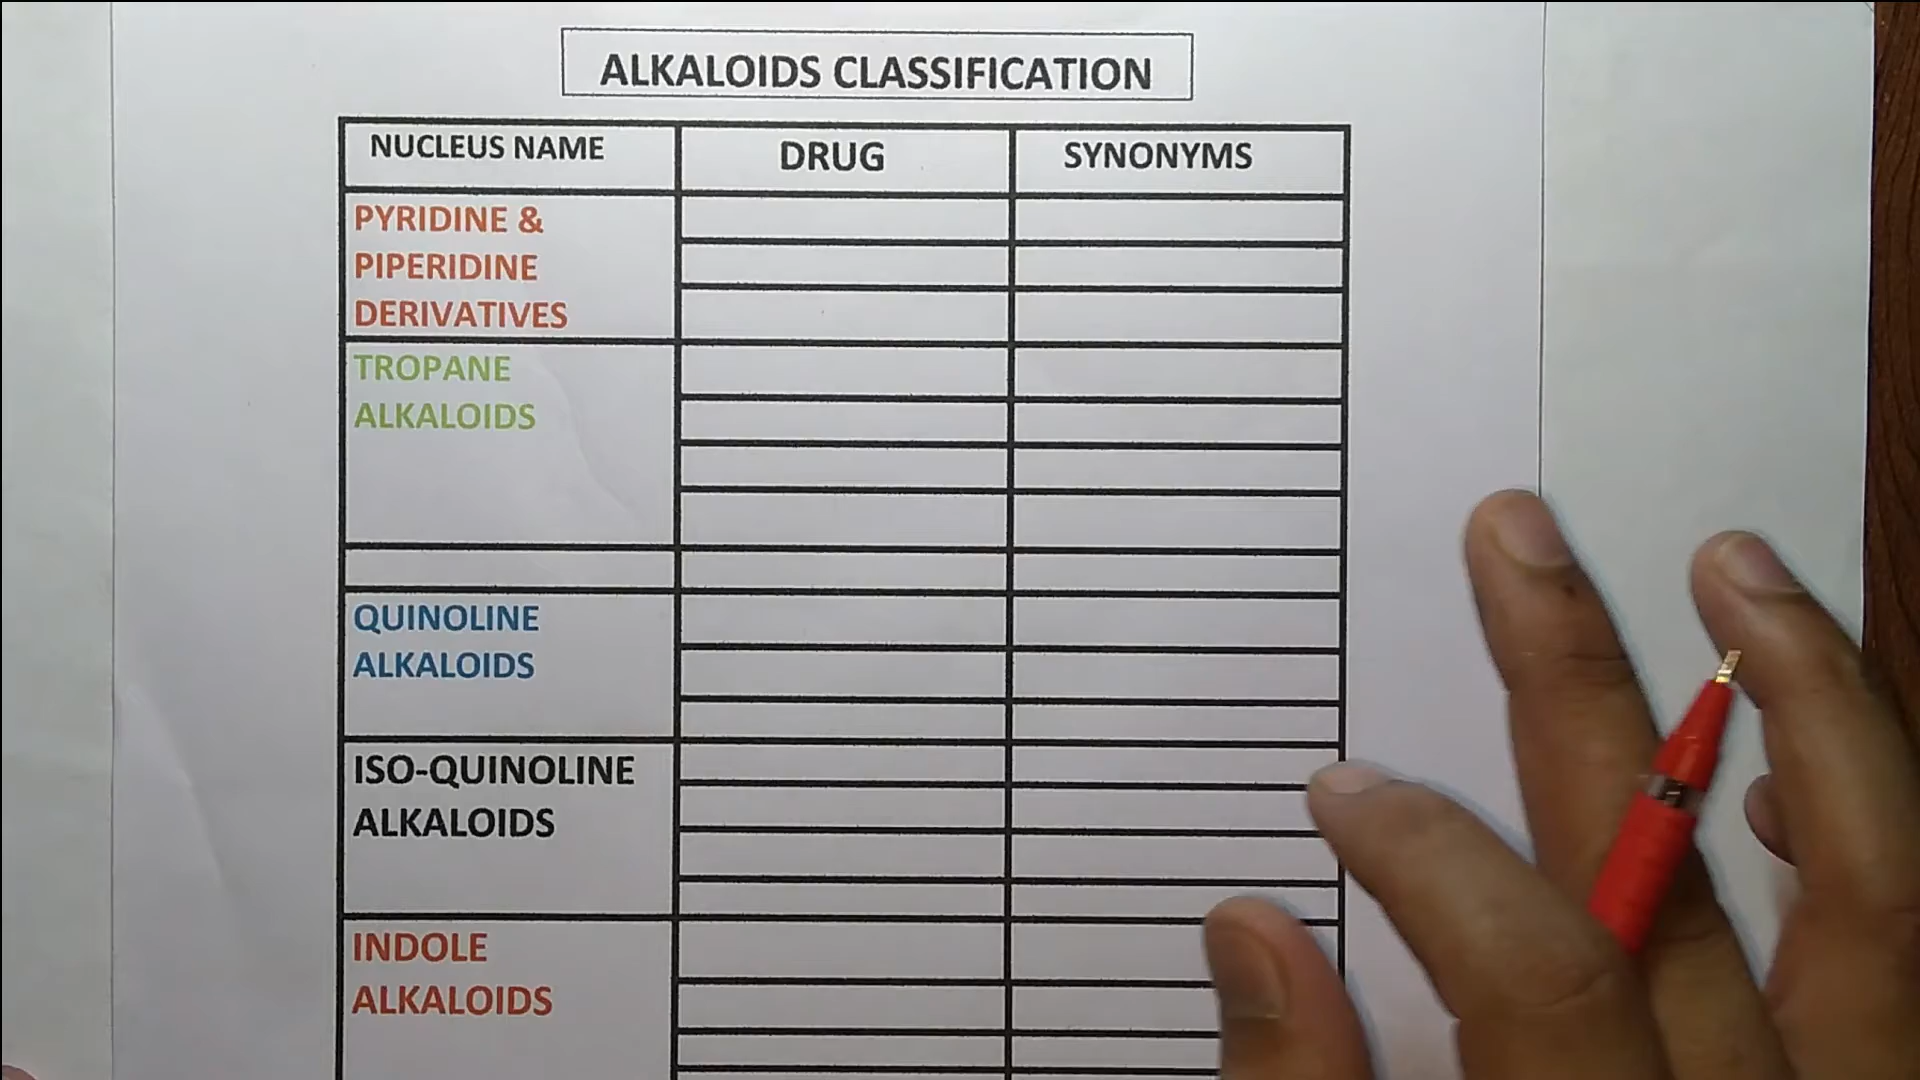 ALKALOIDS CLASSIFICATION
NUCLEUS NAME
DRUG
SYNONYMS
PYRIDINE &
PIPERIDINE
DERIVATIVES
TROPANE
ALKALOIDS
QUINOLINE
ALKALOIDS
ISO-QUINOLINE
ALKALOIDS
INDOLE
ALKALOIDS